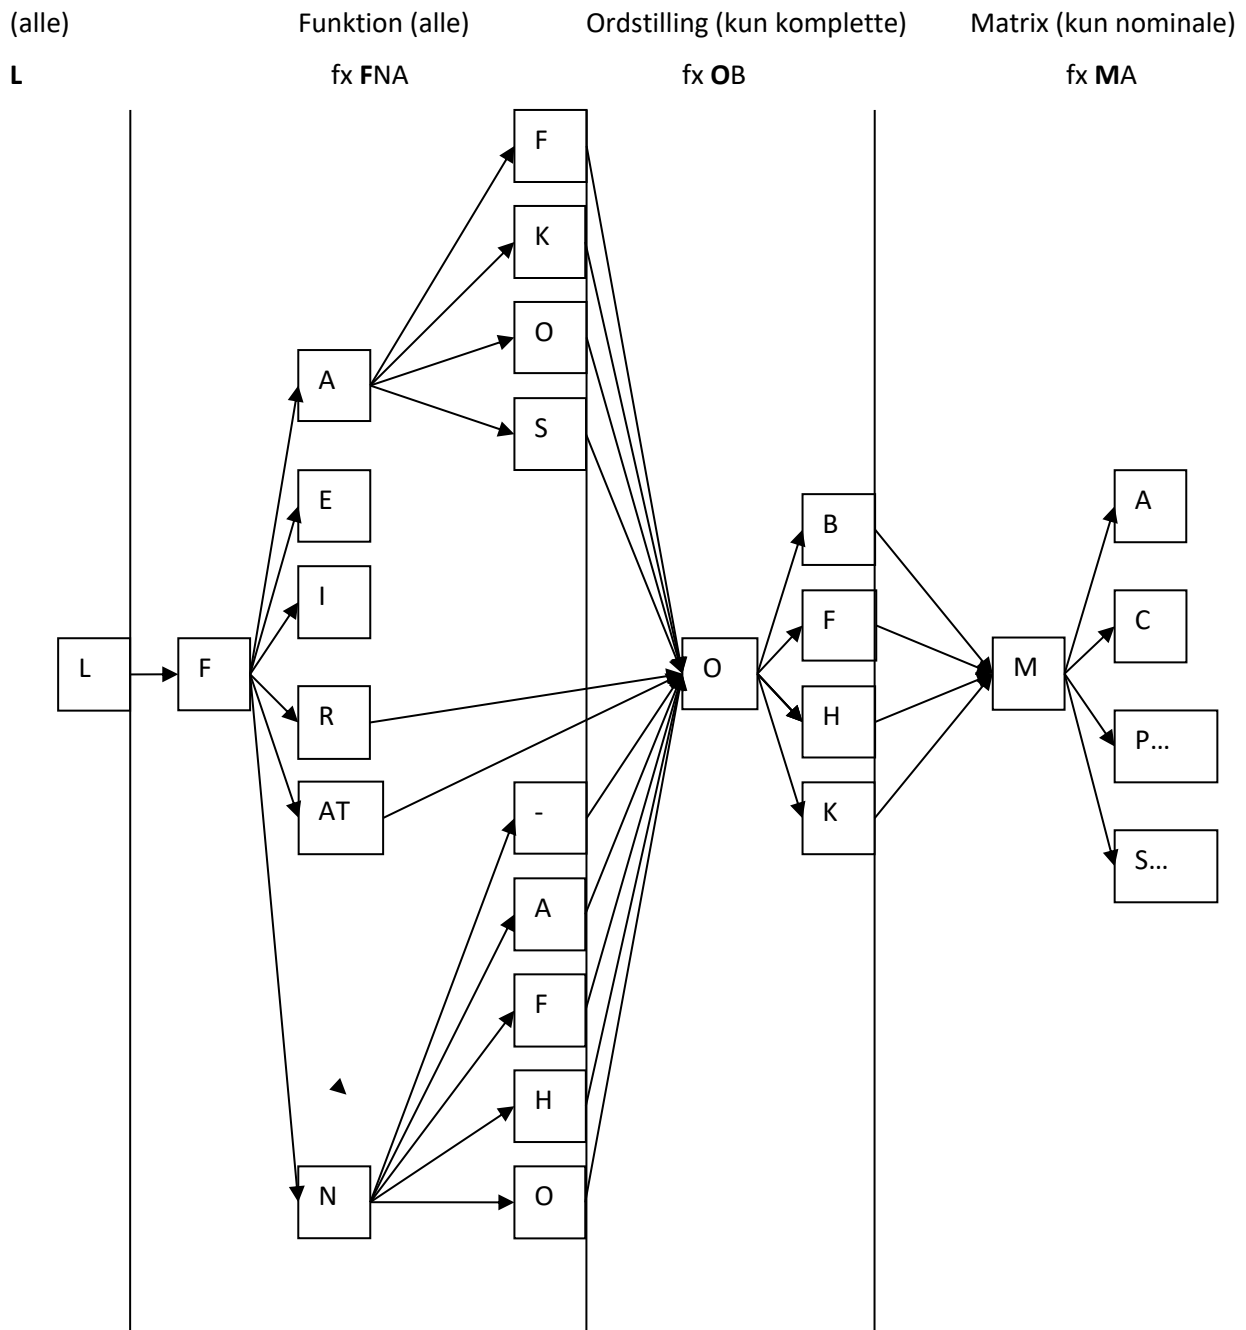 (alle) Funktion (alle) Ordstilling (kun komplette) Matrix (kun nominale)
L fx FNA fx OB fx MA
F
K
O
S
A
E
I
L
F
R
AT
N
-
A
F
H
O
O
B
F
H
K
M
A
C
P...
S...